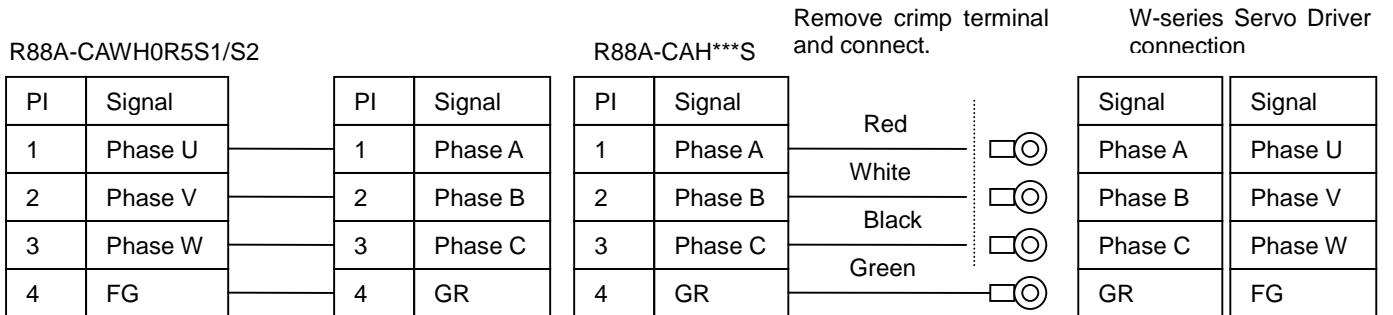 Remove crimp terminal
and connect.
W-series Servo Driver
connection
R88A-CAWH0R5S1/S2
R88A-CAH***S
PI Signal PI Signal PI Signal Signal Signal
Red
1 Phase U 1 Phase A 1 Phase A Phase A Phase U
White
2 Phase V 2 Phase B 2 Phase B Phase B Phase V
Black
3 Phase W 3 Phase C 3 Phase C Phase C Phase W
Green
4 FG 4 GR 4 GR GR FG